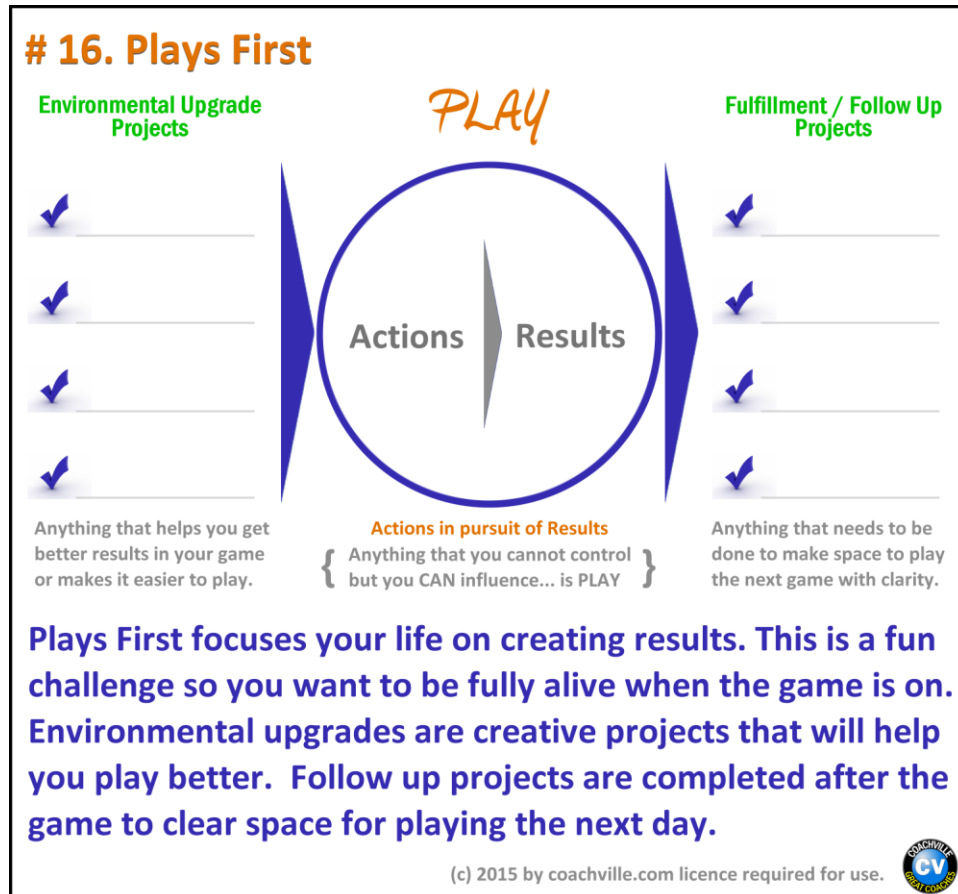 # 16. Plays First
Environmental Upgrade
Projects
PLAY
Fulfillment / Follow Up
Projects
Actions
Results
Anything that helps you get
better results in your game
or makes it easier to play.
Actions in pursuit of Results
{ Anything that you cannot control
but you CAN influence... is PLAY }
Anything that needs to be
done to make space to play
the next game with clarity.
Plays First focuses your life on creating results. This is a fun
challenge so you want to be fully alive when the game is on.
Environmental upgrades are creative projects that will help
you play better.  Follow up projects are completed after the
game to clear space for playing the next day.
(c) 2015 by coachville.com licence required for use.
COACHVILLE
CV
GREAT COACHES